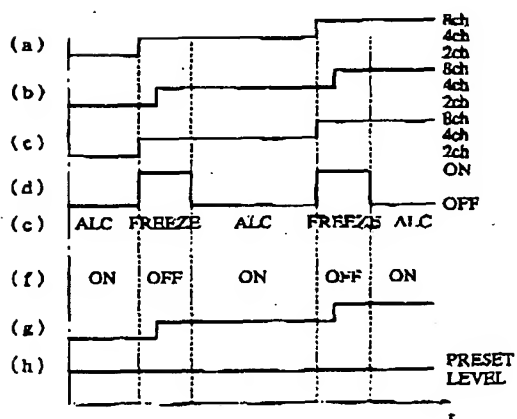 (a)
8ch
4ch
2ch
(b)
8ch
4ch
2ch
(c)
8ch
4ch
2ch
(d)
ON
OFF
(c) ALC FREEZE ALC FREEZE ALC
(f) ON OFF ON OFF ON
(g)
(h)
PRESET
LEVEL
t